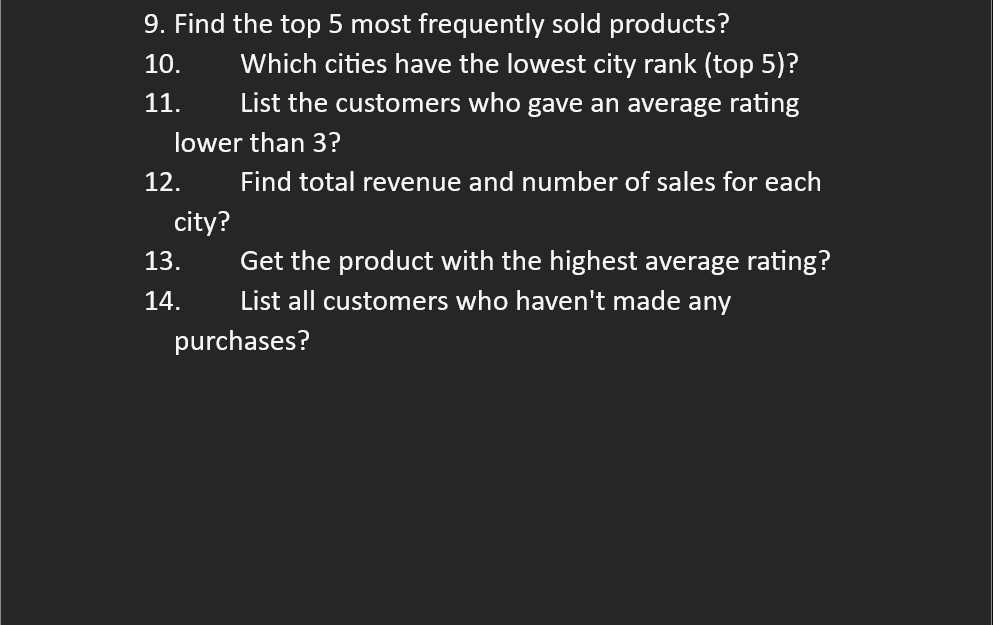 9. Find the top 5 most frequently sold products?
10. Which cities have the lowest city rank (top 5)?
11. List the customers who gave an average rating
lower than 3?
12. Find total revenue and number of sales for each
city?
13. Get the product with the highest average rating?
14. List all customers who haven't made any
purchases?